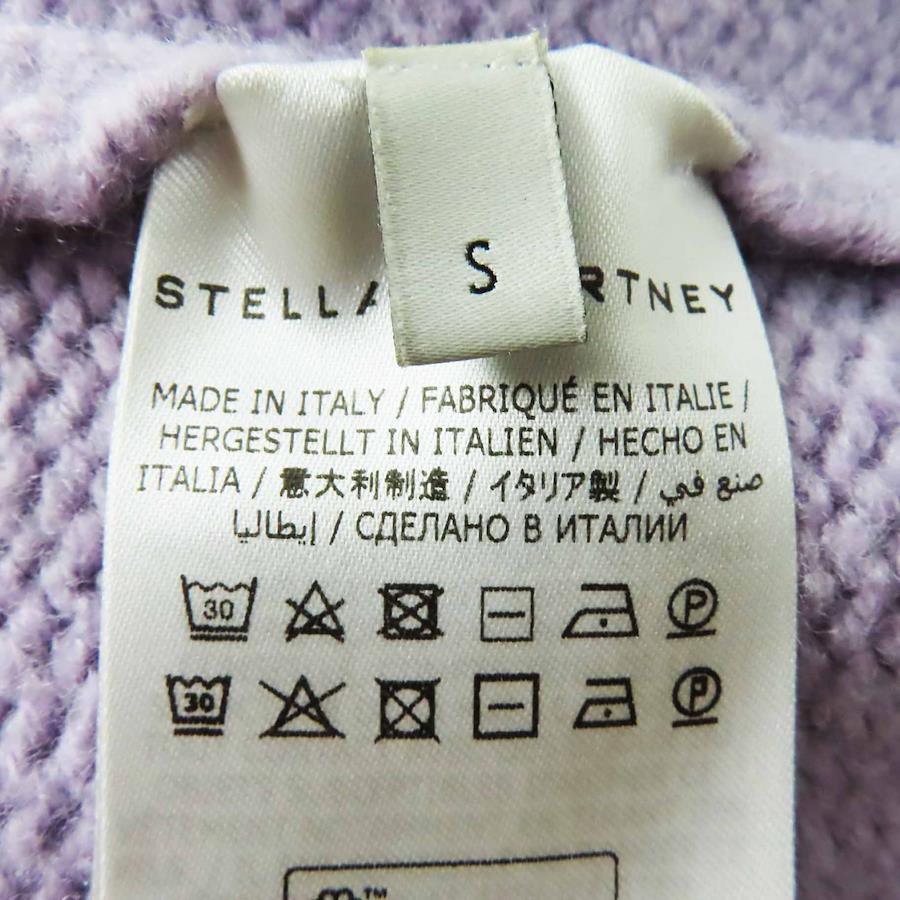 S
STELLA RTNEY
MADE IN ITALY / FABRIQUÉ EN ITALIE /
HERGESTELLT IN ITALIEN / HECHO EN
ITALIA / 意大利制造 / イタリア製 / صنع في
إيطاليا / СДЕЛАНО В ИТАЛИИ
30 P
30 P
TM